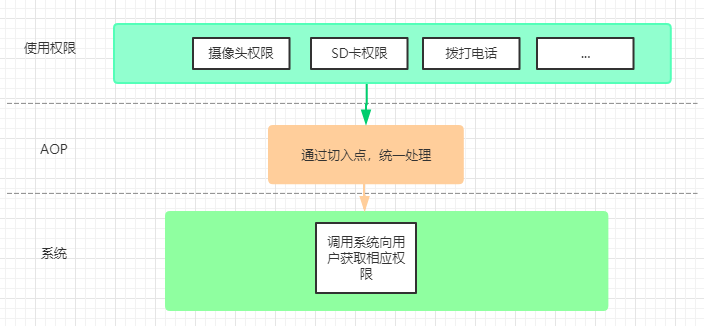 使用权限
摄像头权限
SD卡权限
拨打电话
...
AOP
通过切入点，统一处理
系统
调用系统向用
户获取相应权
限